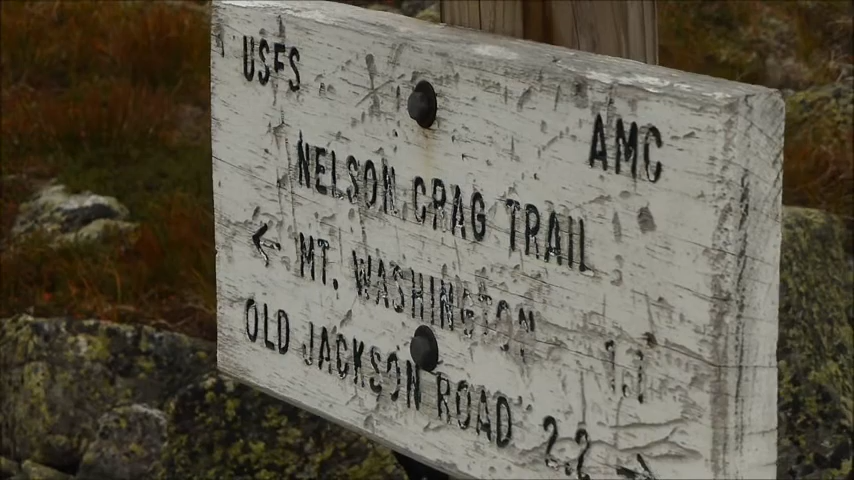 USFS AMC
NELSON CRAG TRAIL
← MT. WASHINGTON 1.1
OLD JACKSON ROAD 2.2 →